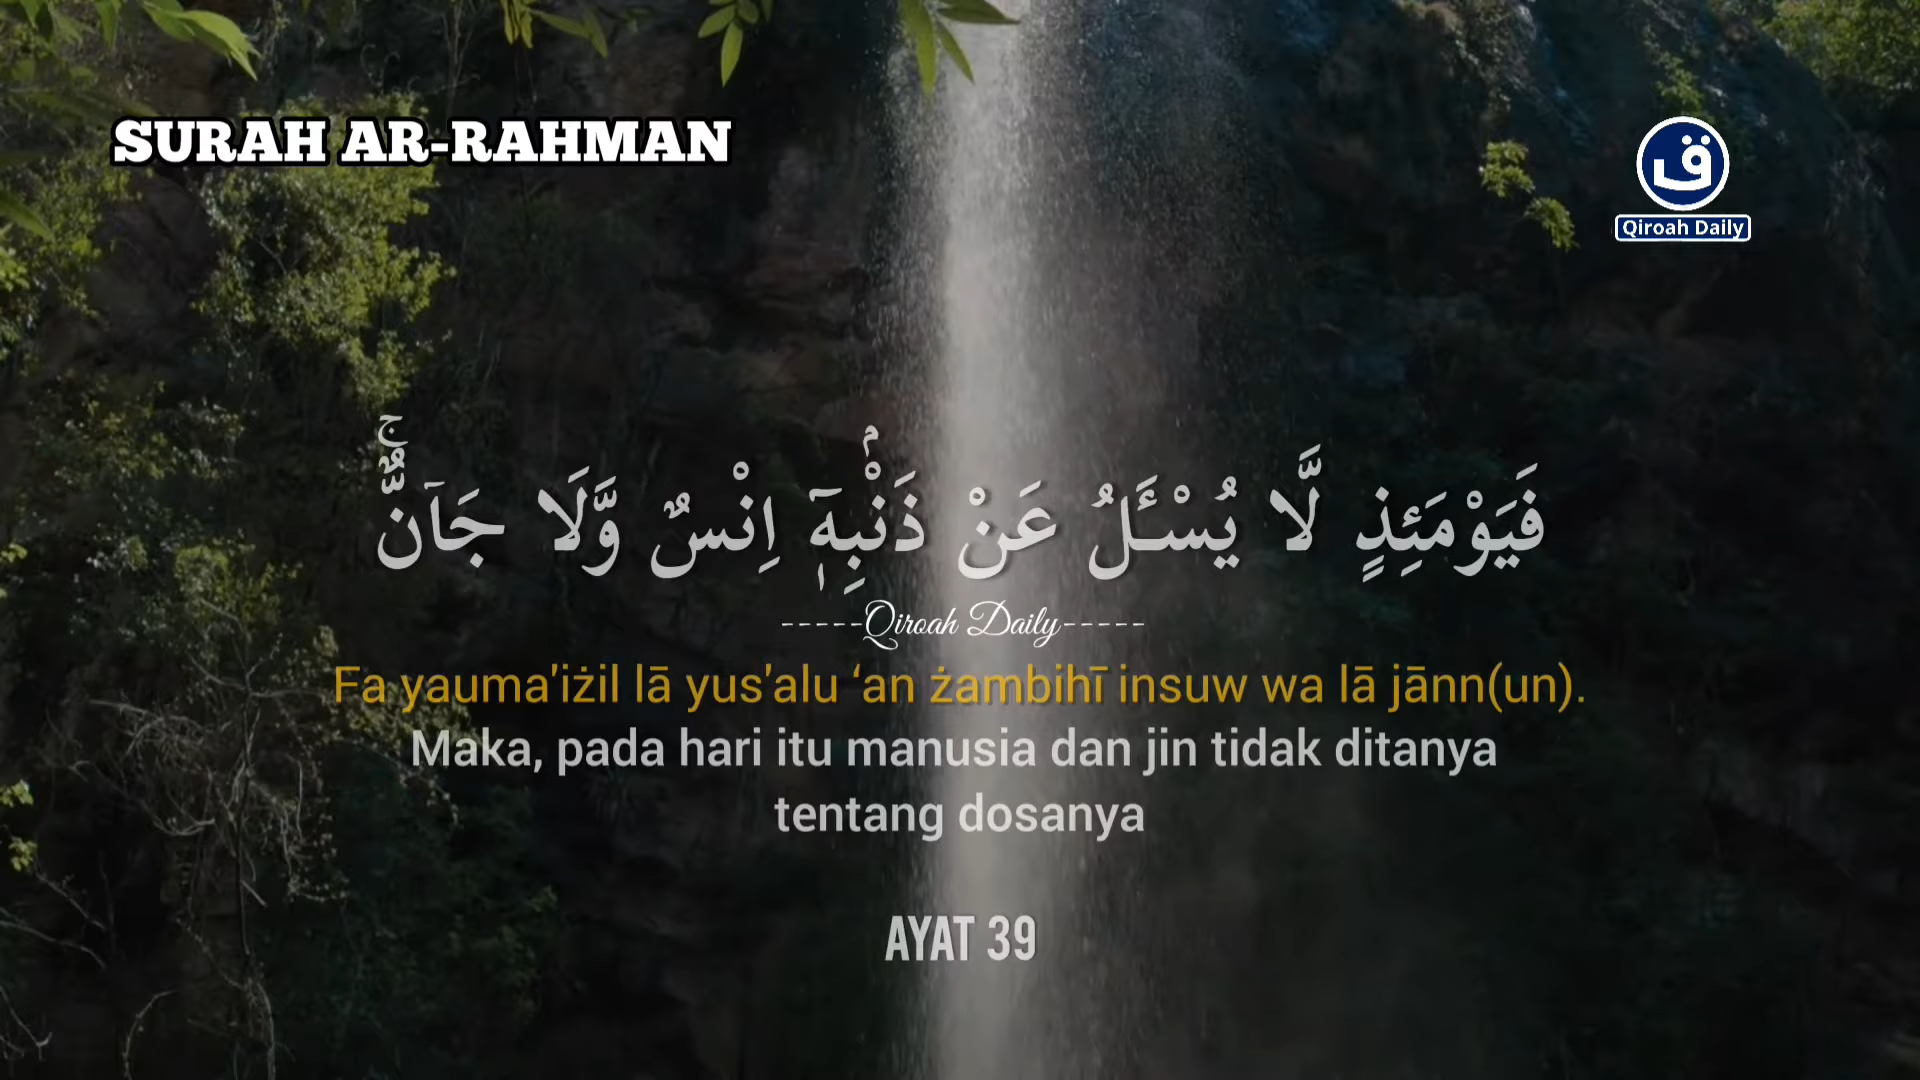 SURAH AR-RAHMAN
ق
Qiroah Daily
فَيَوْمَئِذٍ لَّا يُسْـَٔلُ عَنْ ذَنْۢبِهٖٓ اِنْسٌ وَّلَا جَاۤنٌّۚ
-----Qiroah Daily-----
Fa yauma'iżil lā yus'alu ‘an żambihī insuw wa lā jānn(un).
Maka, pada hari itu manusia dan jin tidak ditanya
tentang dosanya
AYAT 39